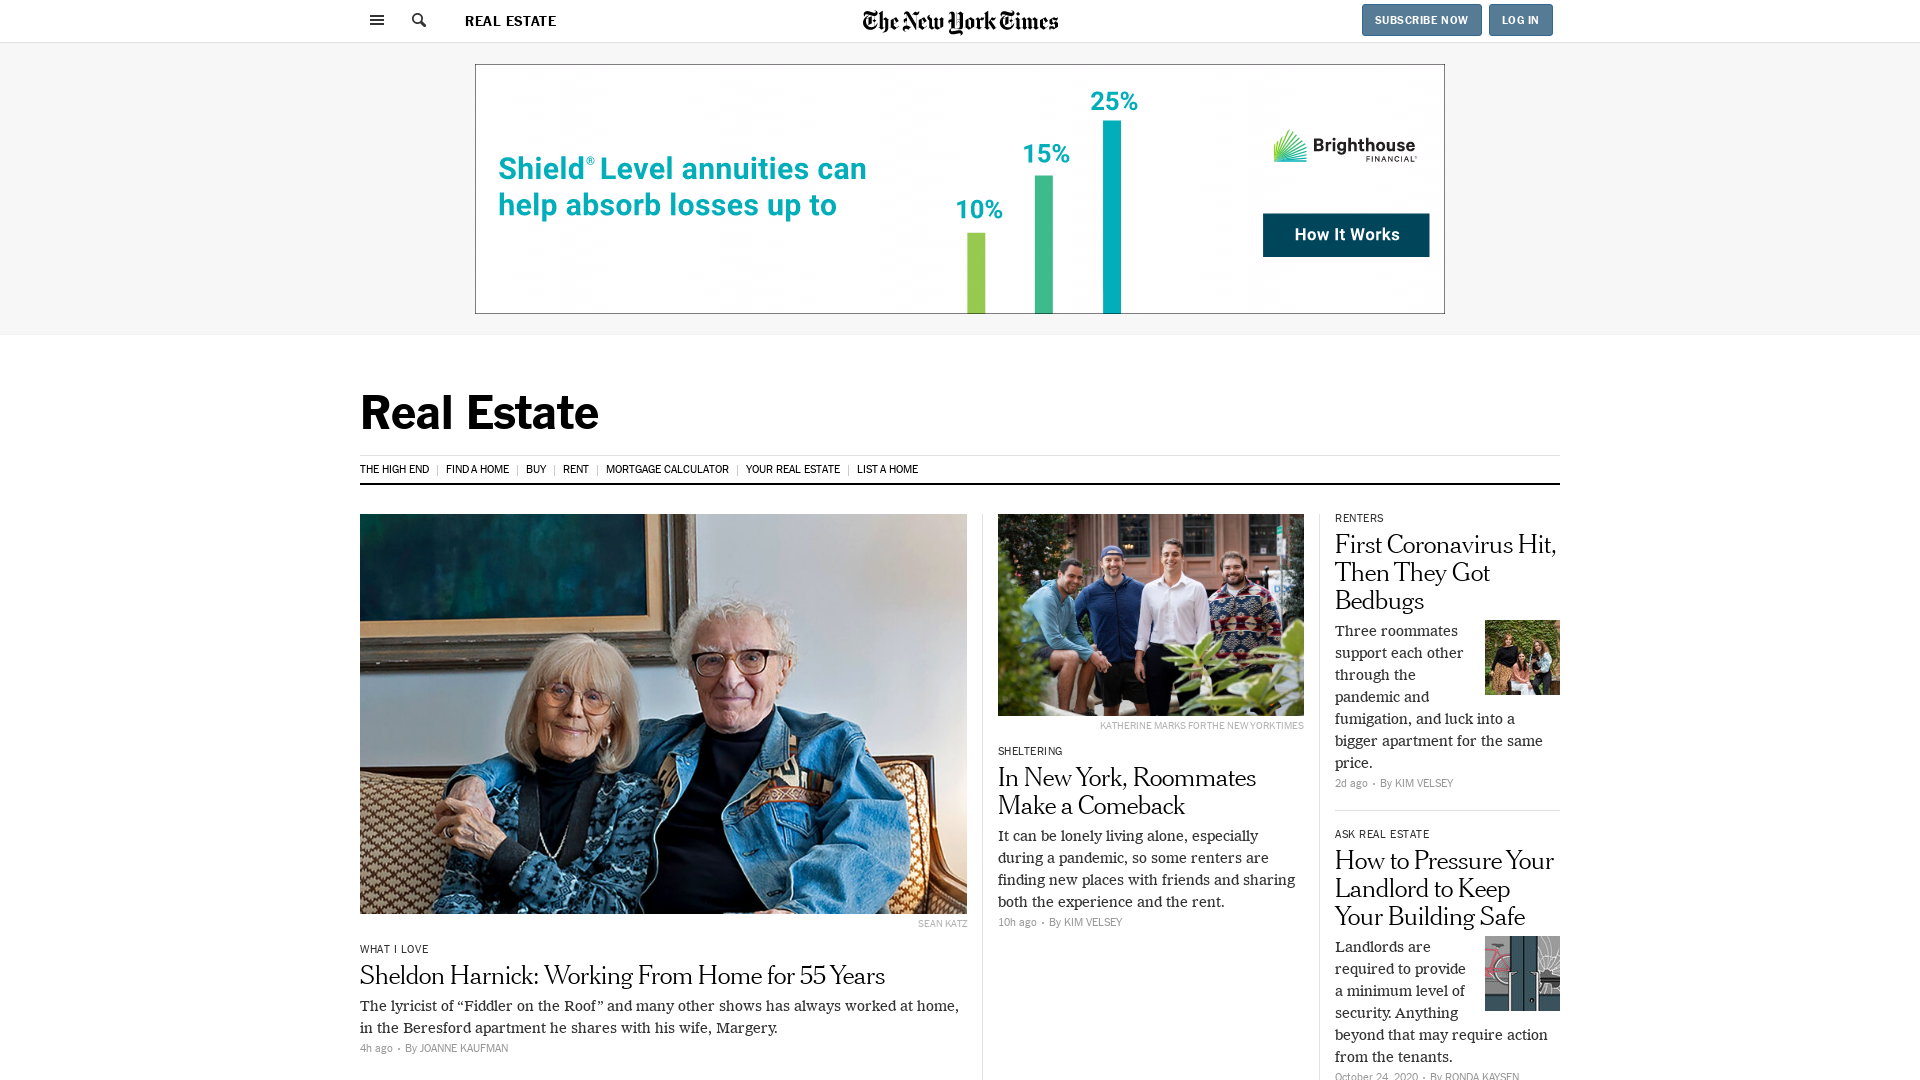 REAL ESTATE
The New York Times
SUBSCRIBE NOW
LOG IN
Shield® Level annuities can
help absorb losses up to
10%
15%
25%
Brighthouse
FINANCIAL®
How It Works
Real Estate
THE HIGH END
FIND A HOME
BUY
RENT
MORTGAGE CALCULATOR
YOUR REAL ESTATE
LIST A HOME
SEAN KATZ
WHAT I LOVE
Sheldon Harnick: Working From Home for 55 Years
The lyricist of “Fiddler on the Roof” and many other shows has always worked at home,
in the Beresford apartment he shares with his wife, Margery.
4h ago • By JOANNE KAUFMAN
KATHERINE MARKS FOR THE NEW YORK TIMES
SHELTERING
In New York, Roommates
Make a Comeback
It can be lonely living alone, especially
during a pandemic, so some renters are
finding new places with friends and sharing
both the experience and the rent.
10h ago • By KIM VELSEY
RENTERS
First Coronavirus Hit,
Then They Got
Bedbugs
Three roommates
support each other
through the
pandemic and
fumigation, and luck into a
bigger apartment for the same
price.
2d ago • By KIM VELSEY
ASK REAL ESTATE
How to Pressure Your
Landlord to Keep
Your Building Safe
Landlords are
required to provide
a minimum level of
security. Anything
beyond that may require action
from the tenants.
October 24, 2020 • By RONDA KAYSEN